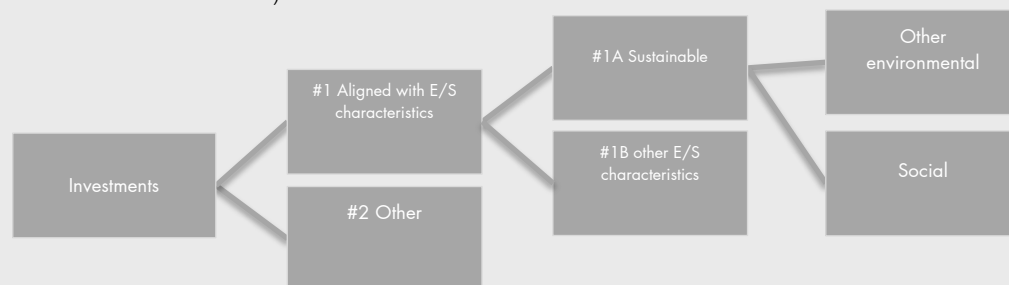 Investments
#1 Aligned with E/S
characteristics
#2 Other
#1A Sustainable
#1B other E/S
characteristics
Other
environmental
Social